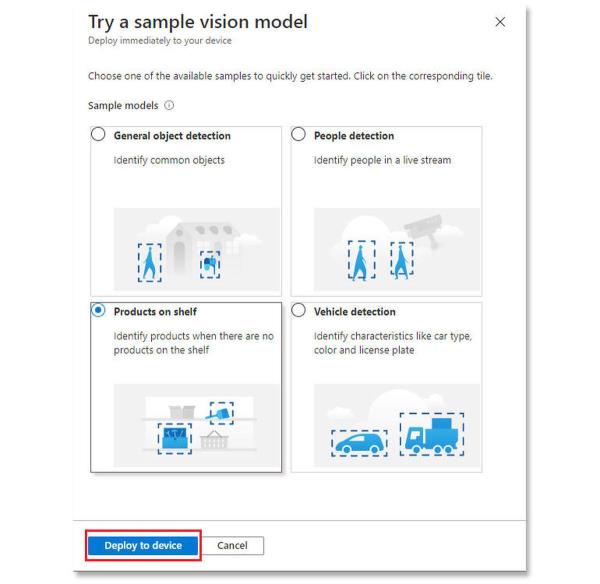 Try a sample vision model
Deploy immediately to your device
Choose one of the available samples to quickly get started. Click on the corresponding tile.
Sample models
General object detection
Identify common objects
People detection
Identify people in a live stream
Products on shelf
Identify products when there are no
products on the shelf
Vehicle detection
Identify characteristics like car type,
color and license plate
Deploy to device
Cancel